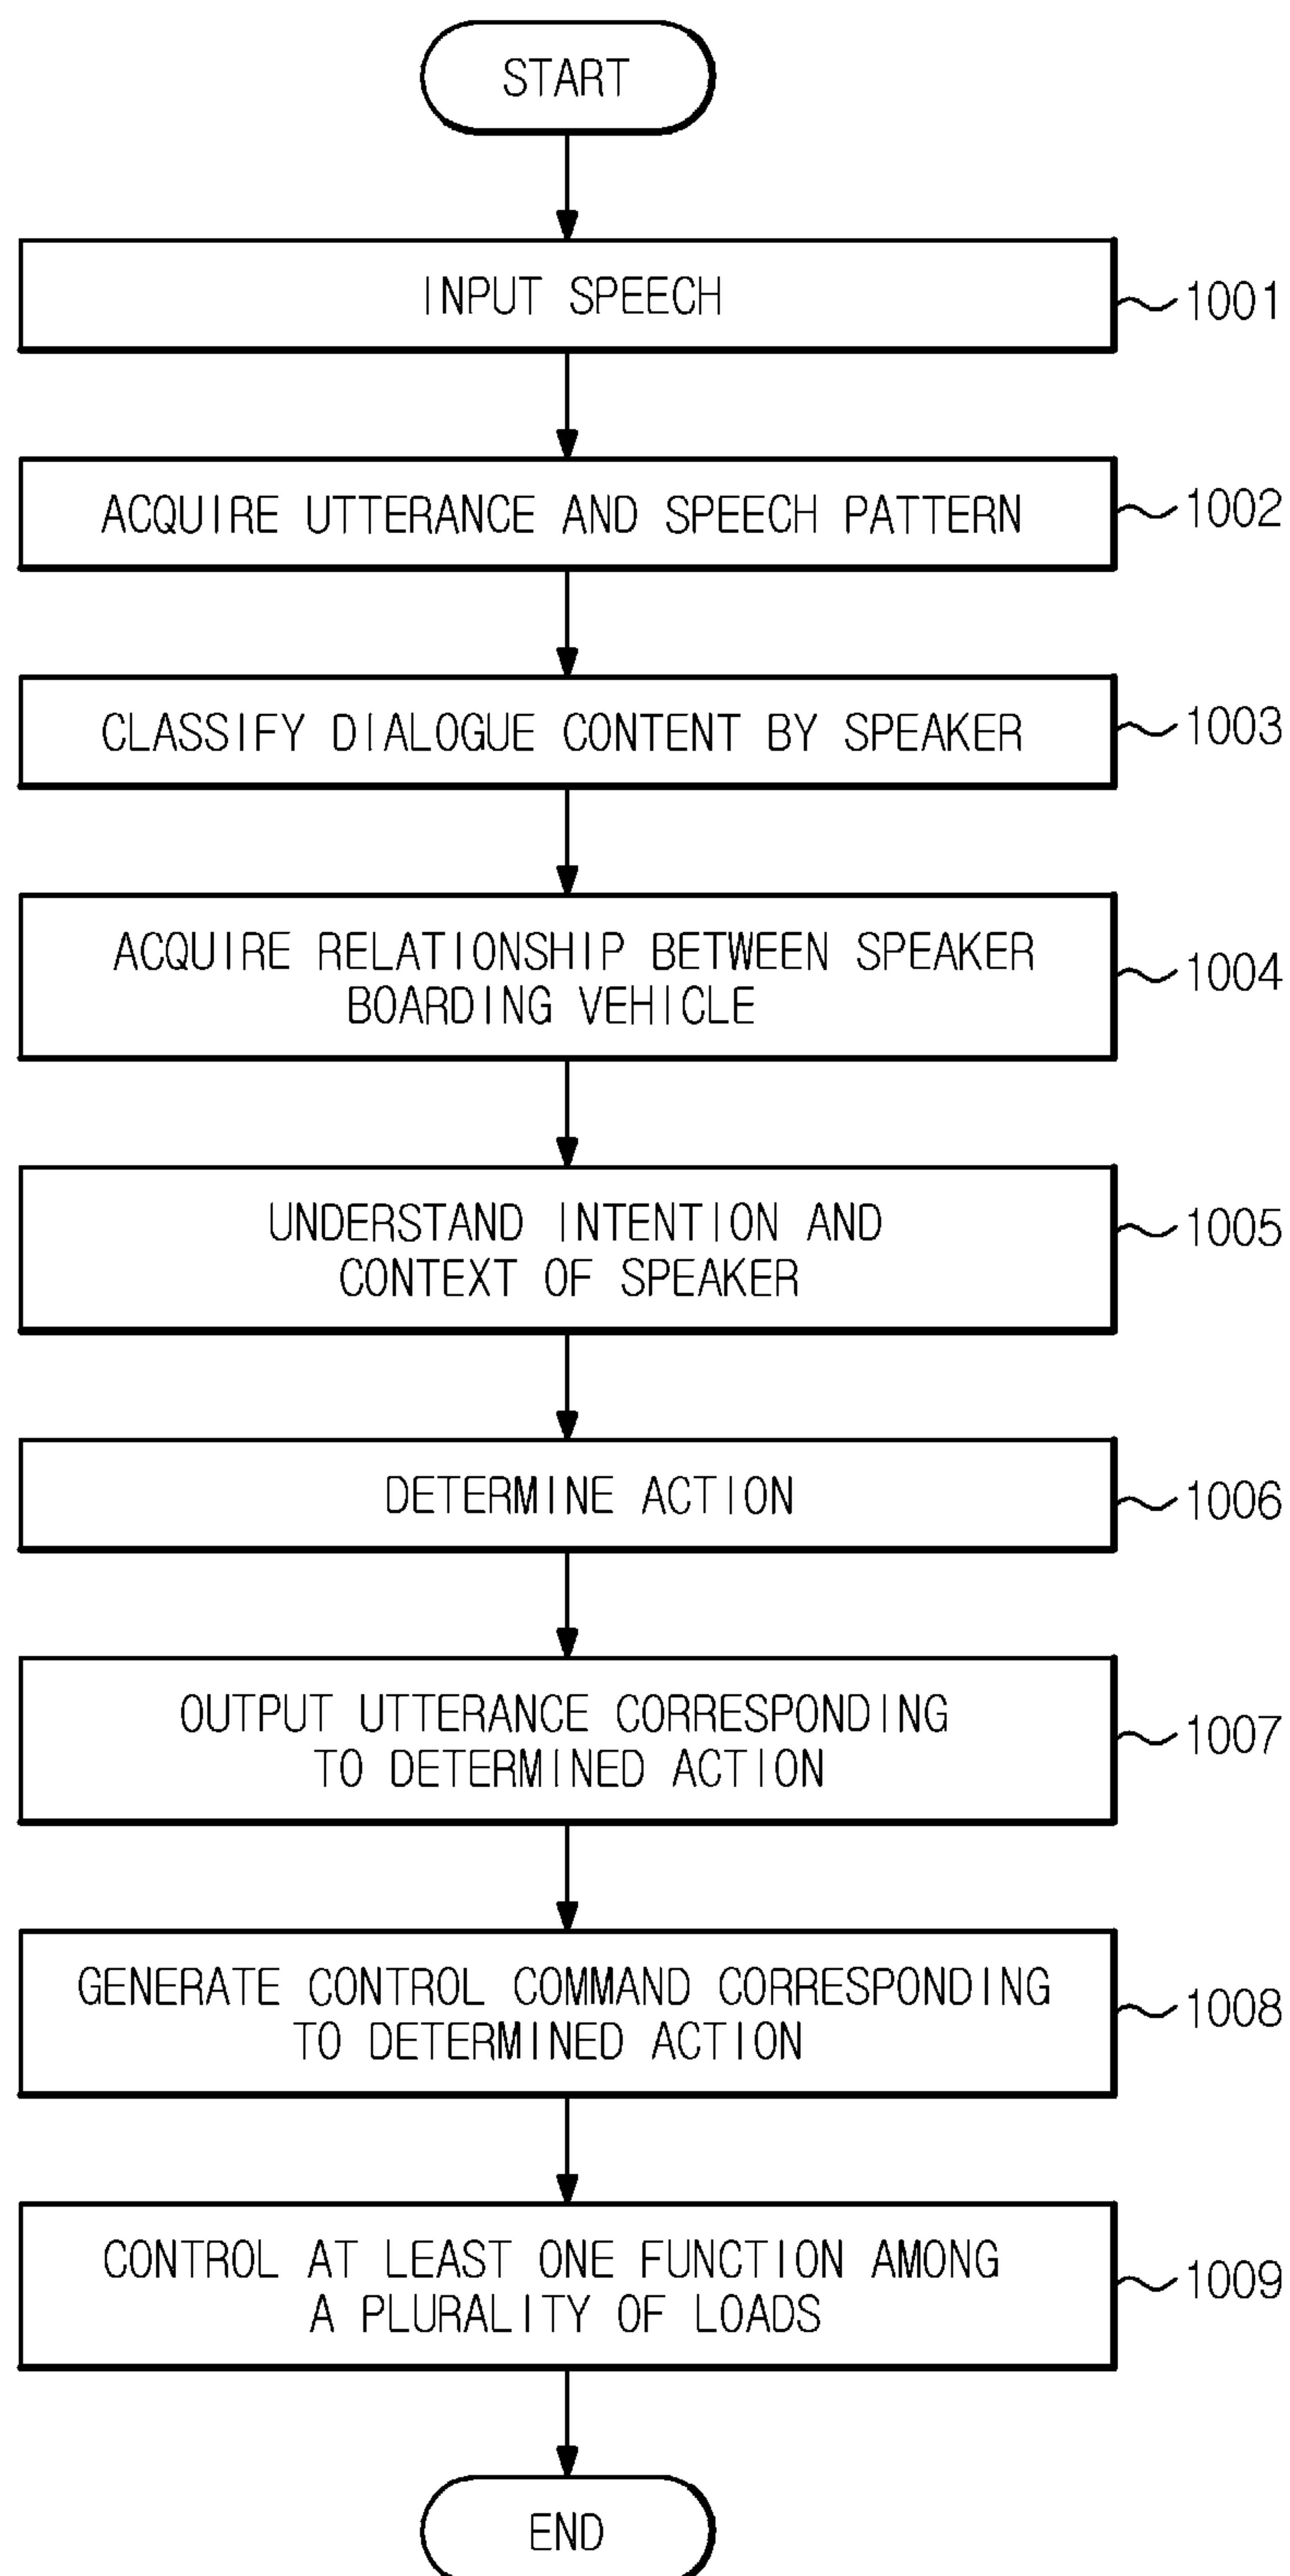 START
INPUT SPEECH
1001
ACQUIRE UTTERANCE AND SPEECH PATTERN
1002
CLASSIFY DIALOGUE CONTENT BY SPEAKER
1003
ACQUIRE RELATIONSHIP BETWEEN SPEAKER
BOARDING VEHICLE
1004
UNDERSTAND INTENTION AND
CONTEXT OF SPEAKER
1005
DETERMINE ACTION
1006
OUTPUT UTTERANCE CORRESPONDING
TO DETERMINED ACTION
1007
GENERATE CONTROL COMMAND CORRESPONDING
TO DETERMINED ACTION
1008
CONTROL AT LEAST ONE FUNCTION AMONG
A PLURALITY OF LOADS
1009
END